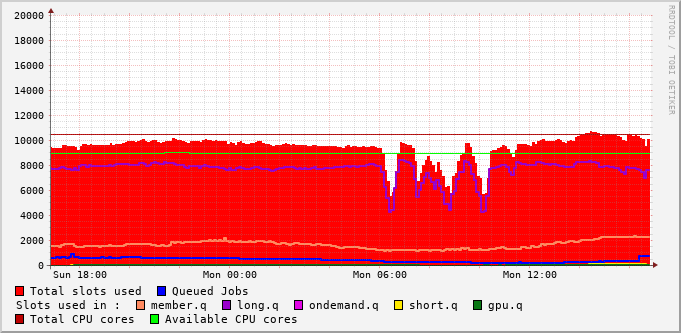 20000
18000
16000
14000
12000
10000
8000
6000
4000
2000
0
Sun 18:00 Mon 00:00 Mon 06:00 Mon 12:00
Total slots used Queued Jobs
Slots used in : member.q long.q ondemand.q short.q gpu.q
Total CPU cores Available CPU cores
RRDTOOL / TOBI OETIKER